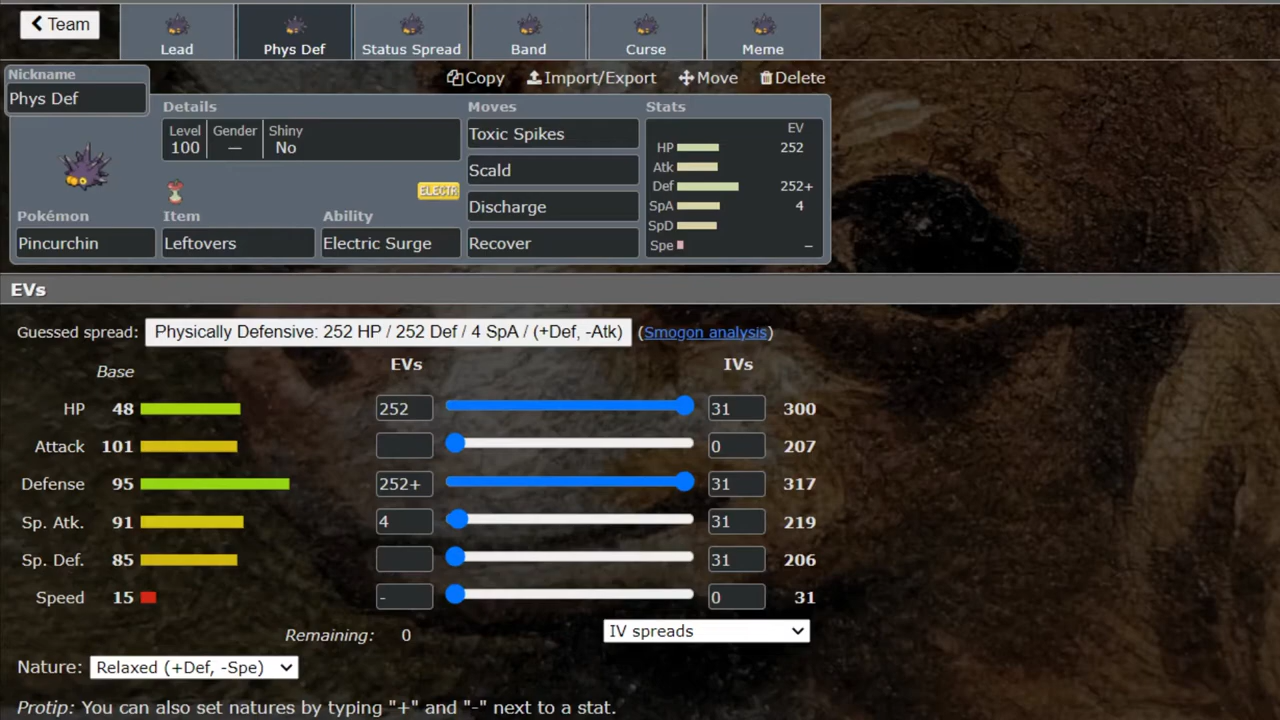 Team
Lead
Phys Def
Status Spread
Band
Curse
Meme
Nickname
Phys Def
Copy
Import/Export
Move
Delete
Details
Level
Gender
Shiny
100
—
No
ELECTR
Pokémon
Item
Ability
Pincurchin
Leftovers
Electric Surge
Moves
Toxic Spikes
Scald
Discharge
Recover
Stats
EV
HP 252
Atk
Def 252+
SpA 4
SpD
Spe –
EVs
Guessed spread: Physically Defensive: 252 HP / 252 Def / 4 SpA / (+Def, -Atk) (Smogon analysis)
Base EVs IVs
HP 48 252 31 300
Attack 101 0 207
Defense 95 252+ 31 317
Sp. Atk. 91 4 31 219
Sp. Def. 85 31 206
Speed 15 - 0 31
Remaining: 0
IV spreads
Nature: Relaxed (+Def, -Spe)
Protip: You can also set natures by typing "+" and "-" next to a stat.